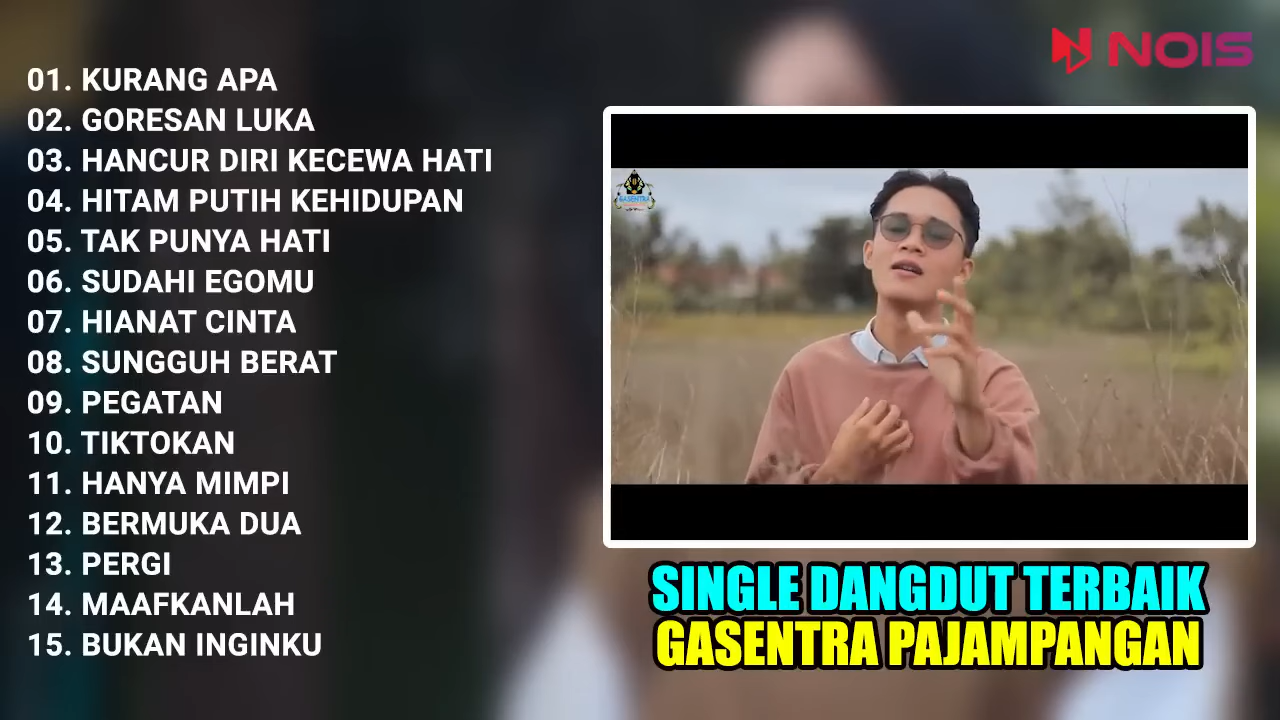 NOIS
01. KURANG APA
02. GORESAN LUKA
03. HANCUR DIRI KECEWA HATI
04. HITAM PUTIH KEHIDUPAN
05. TAK PUNYA HATI
06. SUDAHI EGOMU
07. HIANAT CINTA
08. SUNGGUH BERAT
09. PEGATAN
10. TIKTOKAN
11. HANYA MIMPI
12. BERMUKA DUA
13. PERGI
14. MAAFKANLAH
15. BUKAN INGINKU
GASENTRA
SINGLE DANGDUT TERBAIK
GASENTRA PAJAMPANGAN